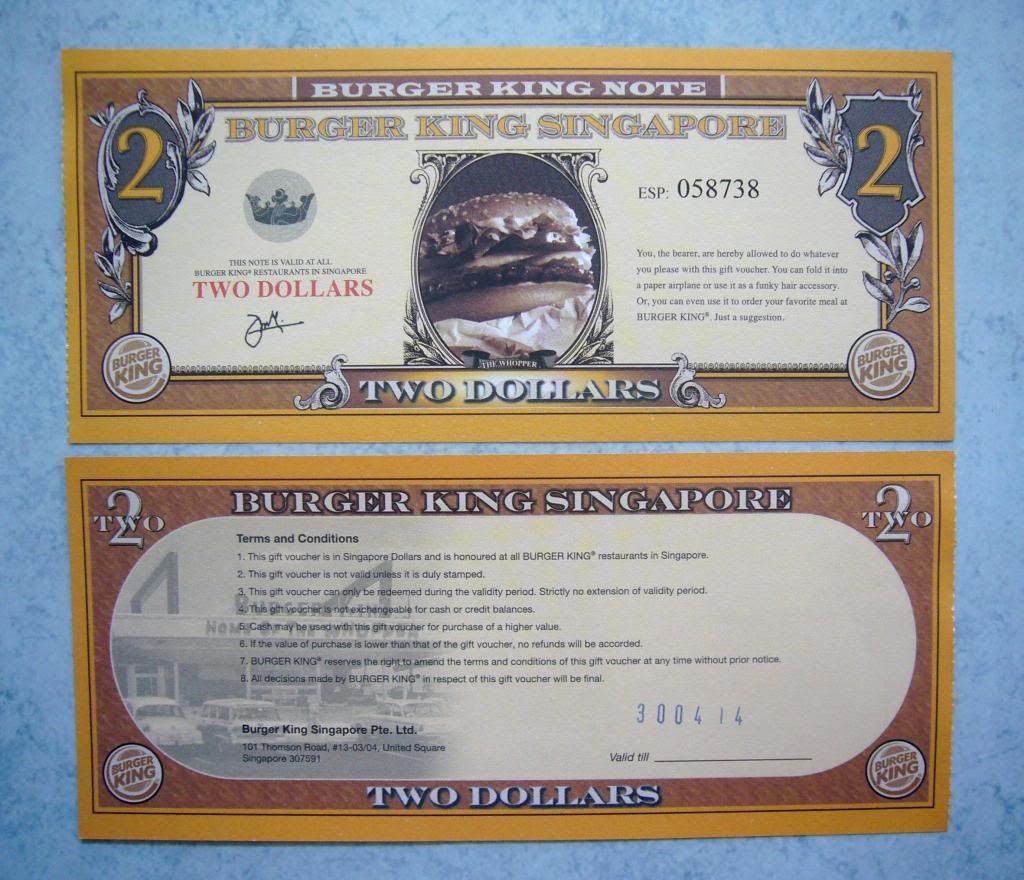 BURGER KING NOTE
BURGER KING SINGAPORE
2
2
ESP: 058738
THIS NOTE IS VALID AT ALL
BURGER KING® RESTAURANTS IN SINGAPORE
TWO DOLLARS
You, the bearer, are hereby allowed to do whatever
you please with this gift voucher. You can fold it into
a paper airplane or use it as a funky hair accessory.
Or, you can even use it to order your favorite meal at
BURGER KING®. Just a suggestion.
BURGER
KING
THE WHOPPER
BURGER
KING
TWO DOLLARS
2
TWO
BURGER KING SINGAPORE
2
TWO
Terms and Conditions
1. This gift voucher is in Singapore Dollars and is honoured at all BURGER KING® restaurants in Singapore.
2. This gift voucher is not valid unless it is duly stamped.
3. This gift voucher can only be redeemed during the validity period. Strictly no extension of validity period.
4. This gift voucher is not exchangeable for cash or credit balances.
5. Cash may be used with this gift voucher for purchase of a higher value.
6. If the value of purchase is lower than that of the gift voucher, no refunds will be accorded.
7. BURGER KING® reserves the right to amend the terms and conditions of this gift voucher at any time without prior notice.
8. All decisions made by BURGER KING® in respect of this gift voucher will be final.
BURGER KING
HOME OF THE WHOPPER
300414
Burger King Singapore Pte. Ltd.
101 Thomson Road, #13-03/04, United Square
Singapore 307591
Valid till
BURGER
KING
BURGER
KING
TWO DOLLARS